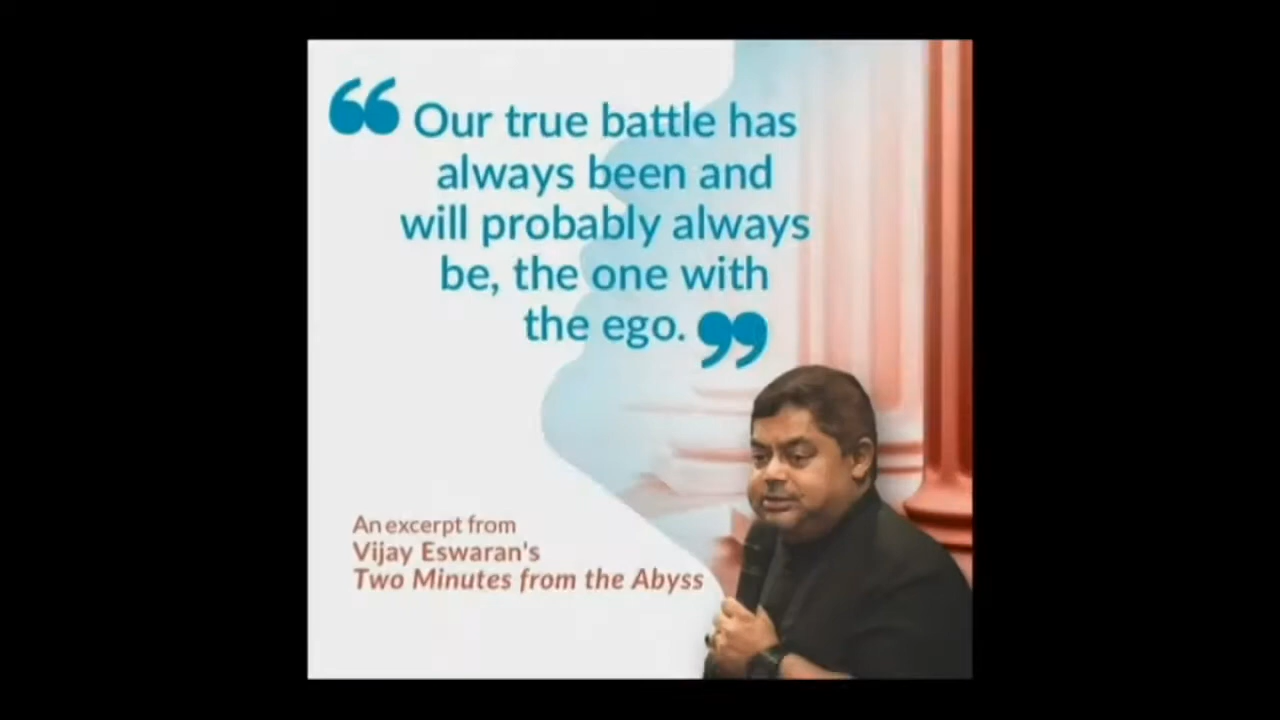 “ Our true battle has
always been and
will probably always
be, the one with
the ego. ”
An excerpt from
Vijay Eswaran's
Two Minutes from the Abyss